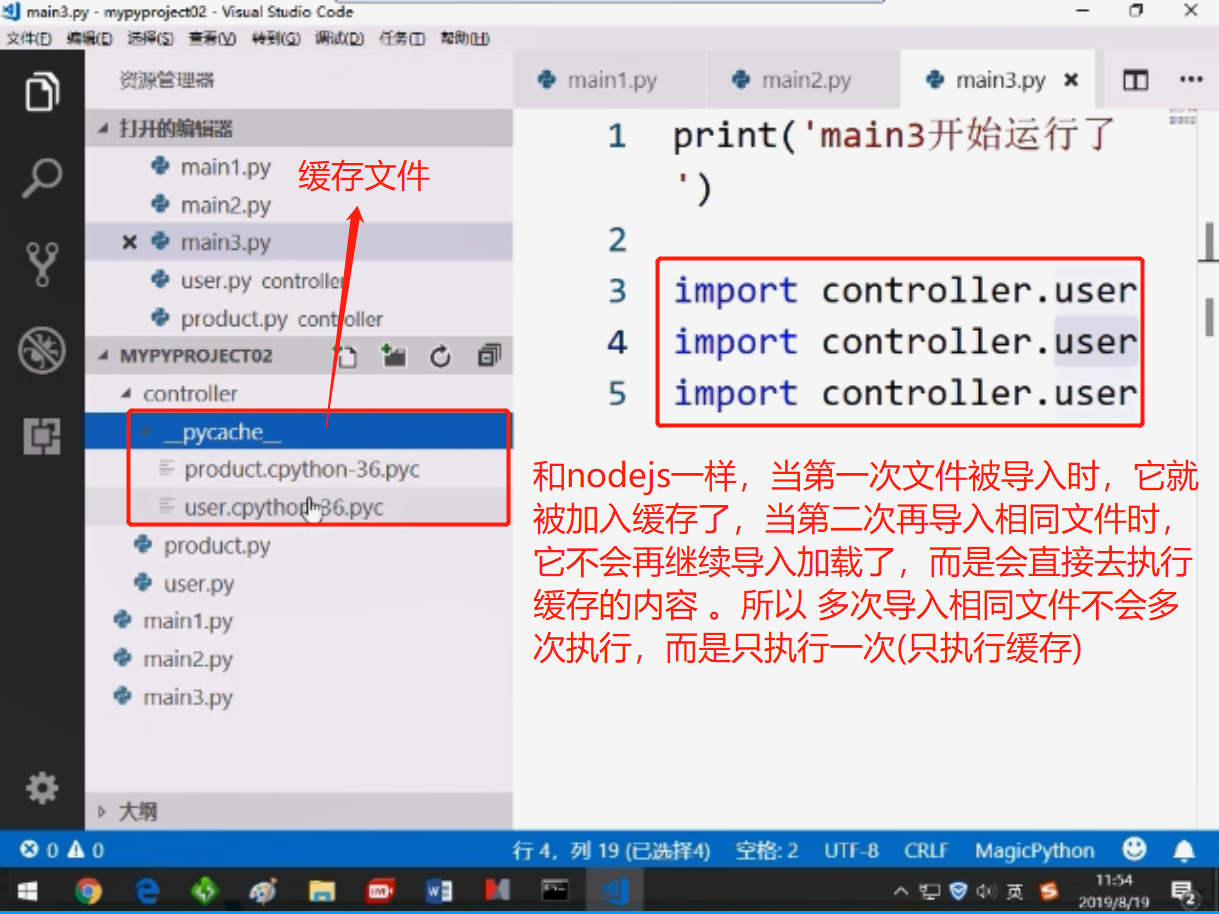 main3.py - mypyproject02 - Visual Studio Code
文件(F) 编辑(E) 选择(S) 查看(V) 转到(G) 调试(D) 任务(T) 帮助(H)
资源管理器
main1.py main2.py main3.py
打开的编辑器
main1.py
main2.py
main3.py
user.py controller
product.py controller
MYPYPROJECT02
controller
__pycache__
product.cpython-36.pyc
user.cpython-36.pyc
product.py
user.py
main1.py
main2.py
main3.py
大纲
缓存文件
1 print('main3开始运行了
')
2
3 import controller.user
4 import controller.user
5 import controller.user
和nodejs一样，当第一次文件被导入时，它就
被加入缓存了，当第二次再导入相同文件时，
它不会再继续导入加载了，而是会直接去执行
缓存的内容 。所以 多次导入相同文件不会多
次执行，而是只执行一次(只执行缓存)
0 0 行 4，列 19 (已选择4) 空格: 2 UTF-8 CRLF MagicPython
英 11:54
2019/8/19 2